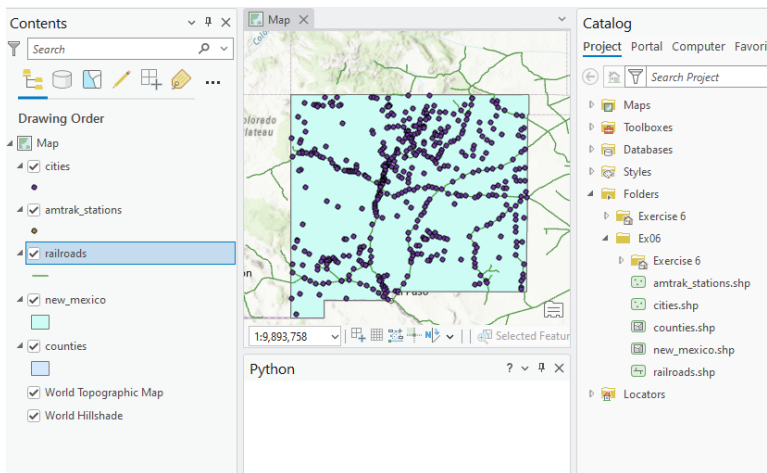 Contents
Search
Drawing Order
Map
cities
amtrak_stations
railroads
new_mexico
counties
World Topographic Map
World Hillshade
Map
Colorado
Plateau
Paso
1:9,893,758
Selected Featur
Python
Catalog
Project Portal Computer Favori
Search Project
Maps
Toolboxes
Databases
Styles
Folders
Exercise 6
Ex06
Exercise 6
amtrak_stations.shp
cities.shp
counties.shp
new_mexico.shp
railroads.shp
Locators